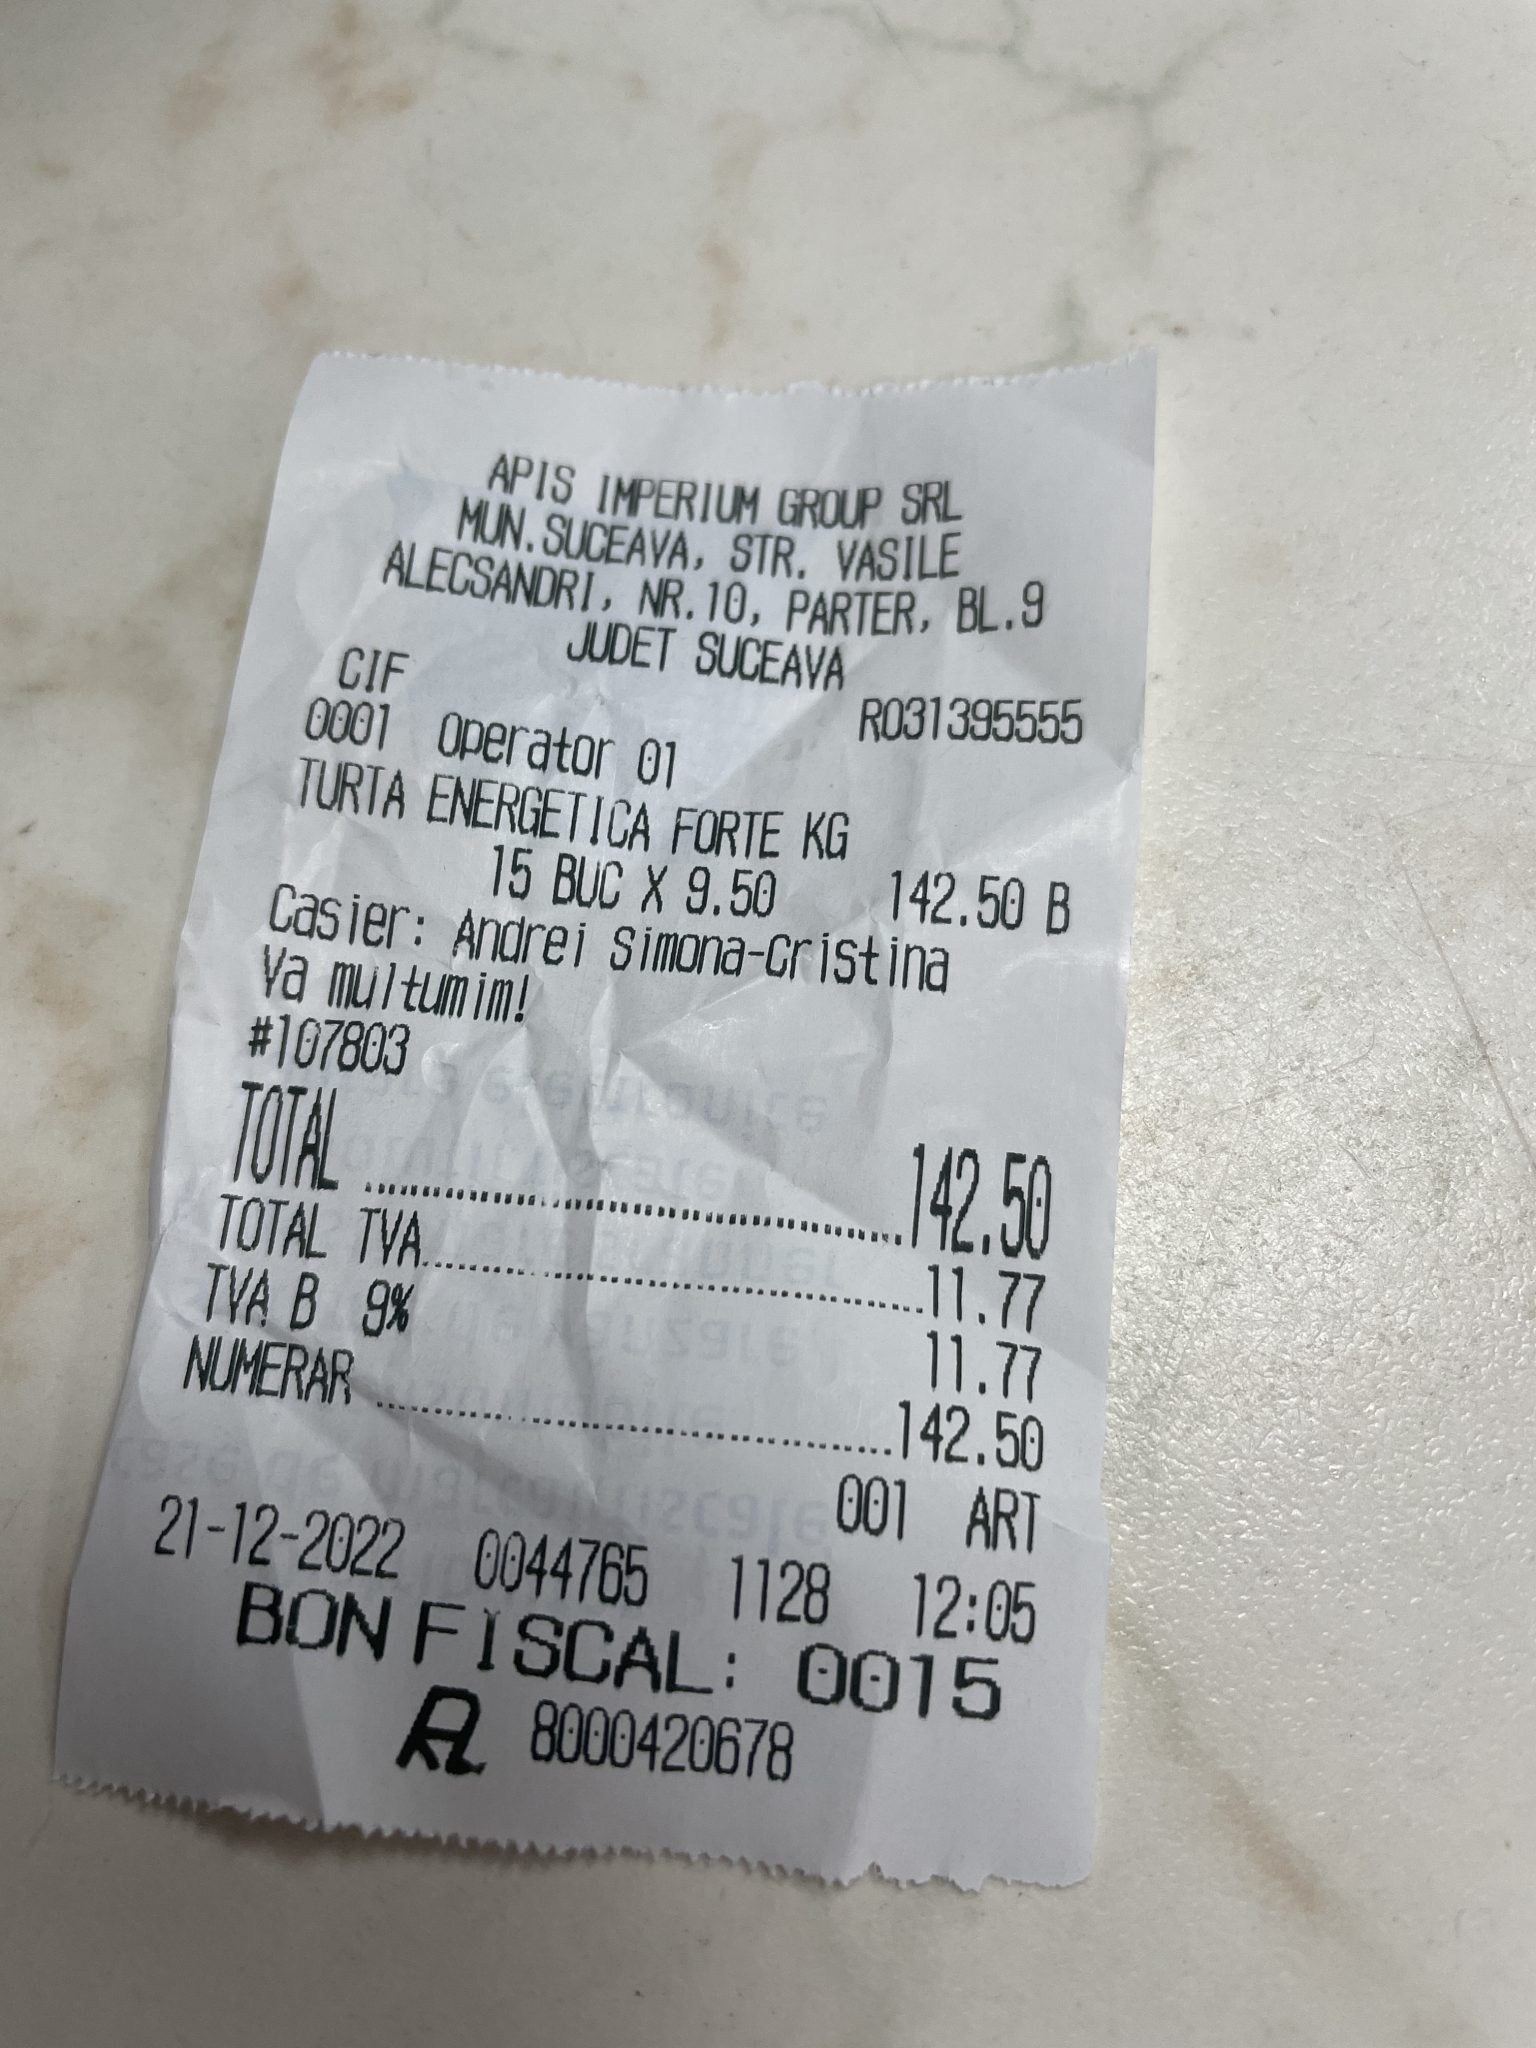 APIS IMPERIUM GROUP SRL
MUN.SUCEAVA, STR. VASILE
ALECSANDRI, NR.10, PARTER, BL.9
JUDET SUCEAVA
CIF RO31395555
0001 Operator 01
TURTA ENERGETICA FORTE KG
15 BUC X 9.50 142.50 B
Casier: Andrei Simona-Cristina
Va multumim!
#107803
TOTAL 142.50
TOTAL TVA 11.77
TVA B 9% 11.77
NUMERAR 142.50
001 ART
21-12-2022 0044765 1128 12:05
BON FISCAL: 0015
8000420678